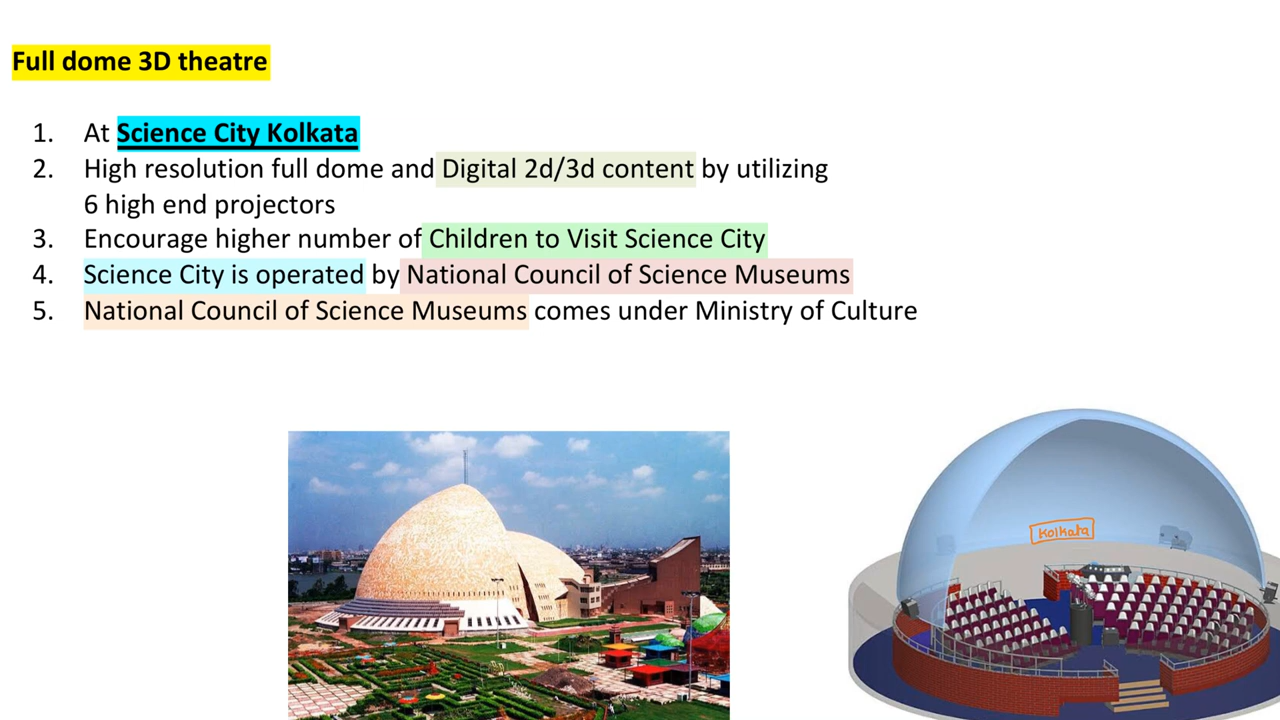 Full dome 3D theatre
1. At Science City Kolkata
2. High resolution full dome and Digital 2d/3d content by utilizing
6 high end projectors
3. Encourage higher number of Children to Visit Science City
4. Science City is operated by National Council of Science Museums
5. National Council of Science Museums comes under Ministry of Culture
Kolkata